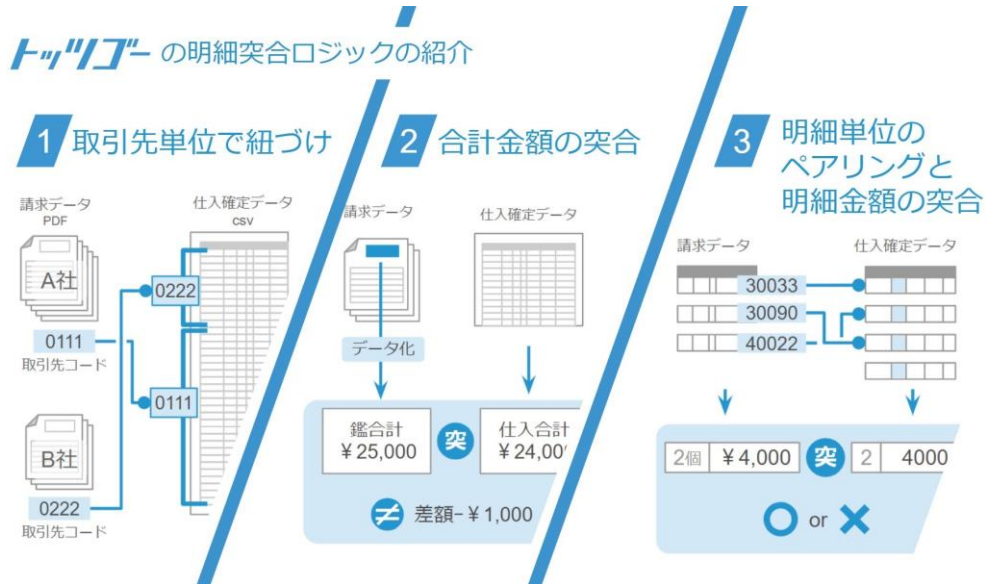 トッツゴー の明細突合ロジックの紹介
1 取引先単位で紐づけ
請求データ
PDF
仕入確定データ
CSV
A社
0222
0111
取引先コード
0111
B社
0222
取引先コード
2 合計金額の突合
請求データ
仕入確定データ
データ化
鑑合計
¥25,000
突
仕入合計
¥24,00
≠ 差額-¥1,000
3 明細単位の
ペアリングと
明細金額の突合
請求データ
仕入確定データ
30033
30090
40022
2個 ¥4,000 突 2 4000
or